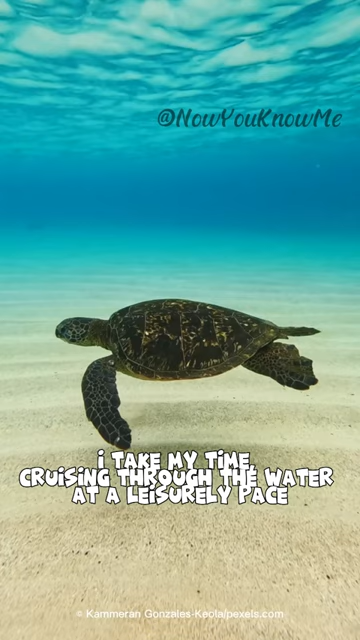 @NowYouKnowMe
i TAKE MY TiME
CRUiSiNG THROUGH THE WATER
AT A LEiSURELY PACE
© Kammeran Gonzales-Keola/pexels.com